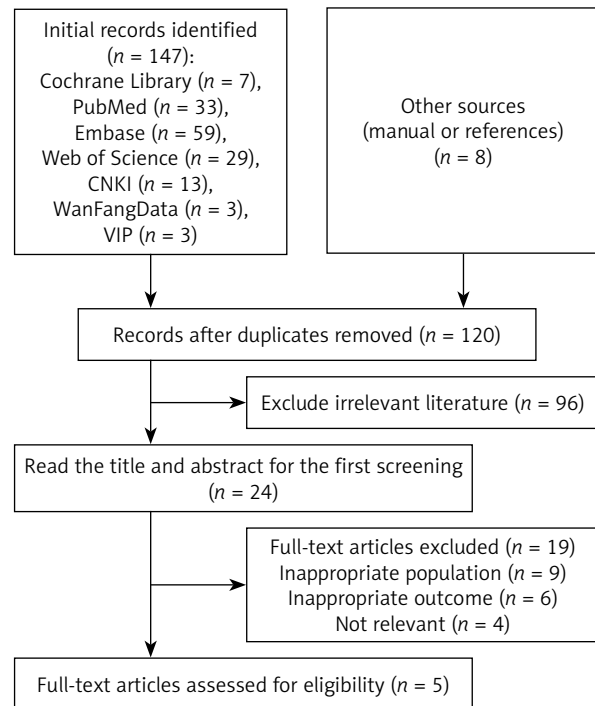 Initial records identified
(n = 147):
Cochrane Library (n = 7),
PubMed (n = 33),
Embase (n = 59),
Web of Science (n = 29),
CNKI (n = 13),
WanFangData (n = 3),
VIP (n = 3)
Other sources
(manual or references)
(n = 8)
Records after duplicates removed (n = 120)
Exclude irrelevant literature (n = 96)
Read the title and abstract for the first screening
(n = 24)
Full-text articles excluded (n = 19)
Inappropriate population (n = 9)
Inappropriate outcome (n = 6)
Not relevant (n = 4)
Full-text articles assessed for eligibility (n = 5)